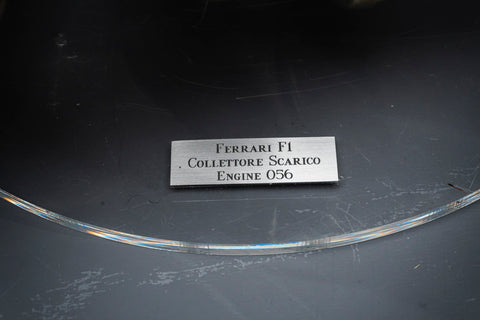 Ferrari F1
Collettore Scarico
Engine 056